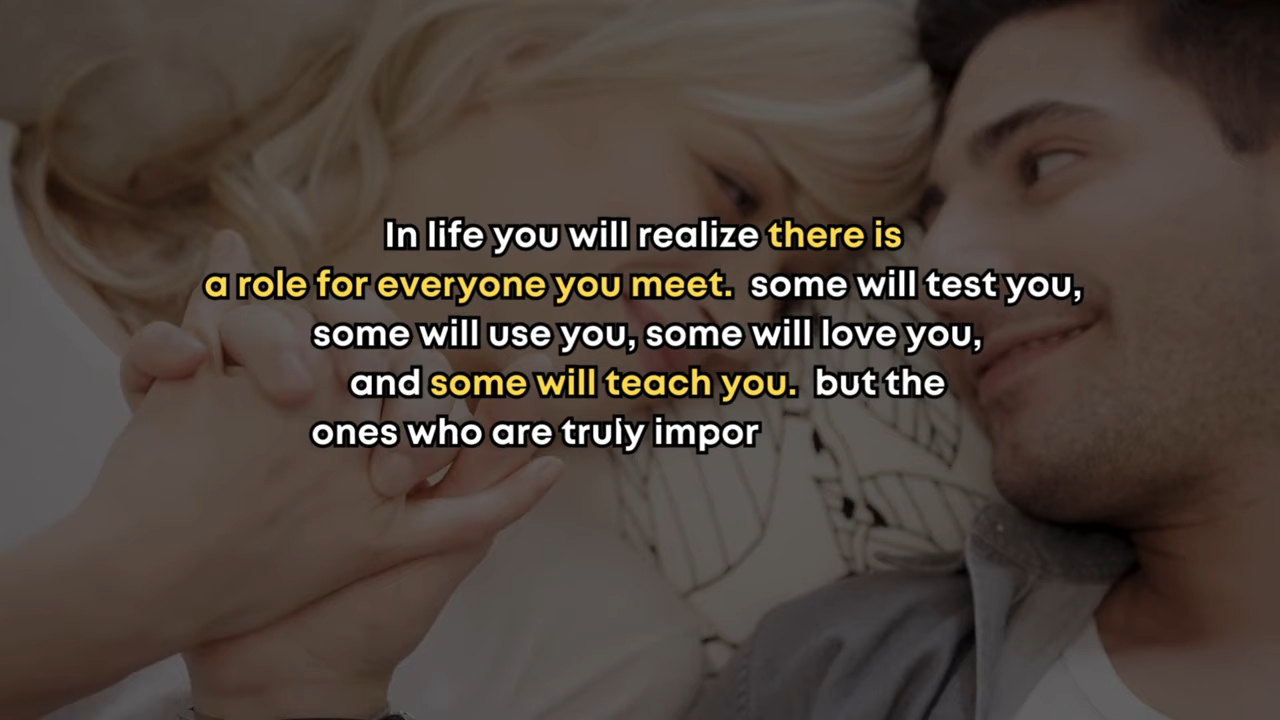 In life you will realize there is
a role for everyone you meet. some will test you,
some will use you, some will love you,
and some will teach you. but the
ones who are truly impor